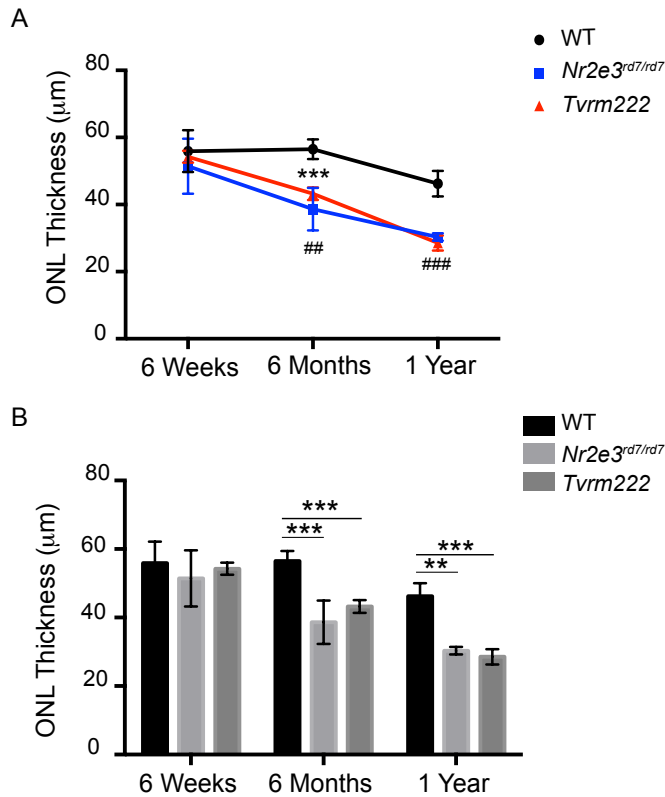 A
WT
Nr2e3rd7/rd7
Tvrm222
80
60
40
20
0
ONL Thickness (μm)
***
##
###
6 Weeks 6 Months 1 Year
B
WT
Nr2e3rd7/rd7
Tvrm222
80
60
40
20
0
ONL Thickness (μm)
***
***
***
**
6 Weeks 6 Months 1 Year